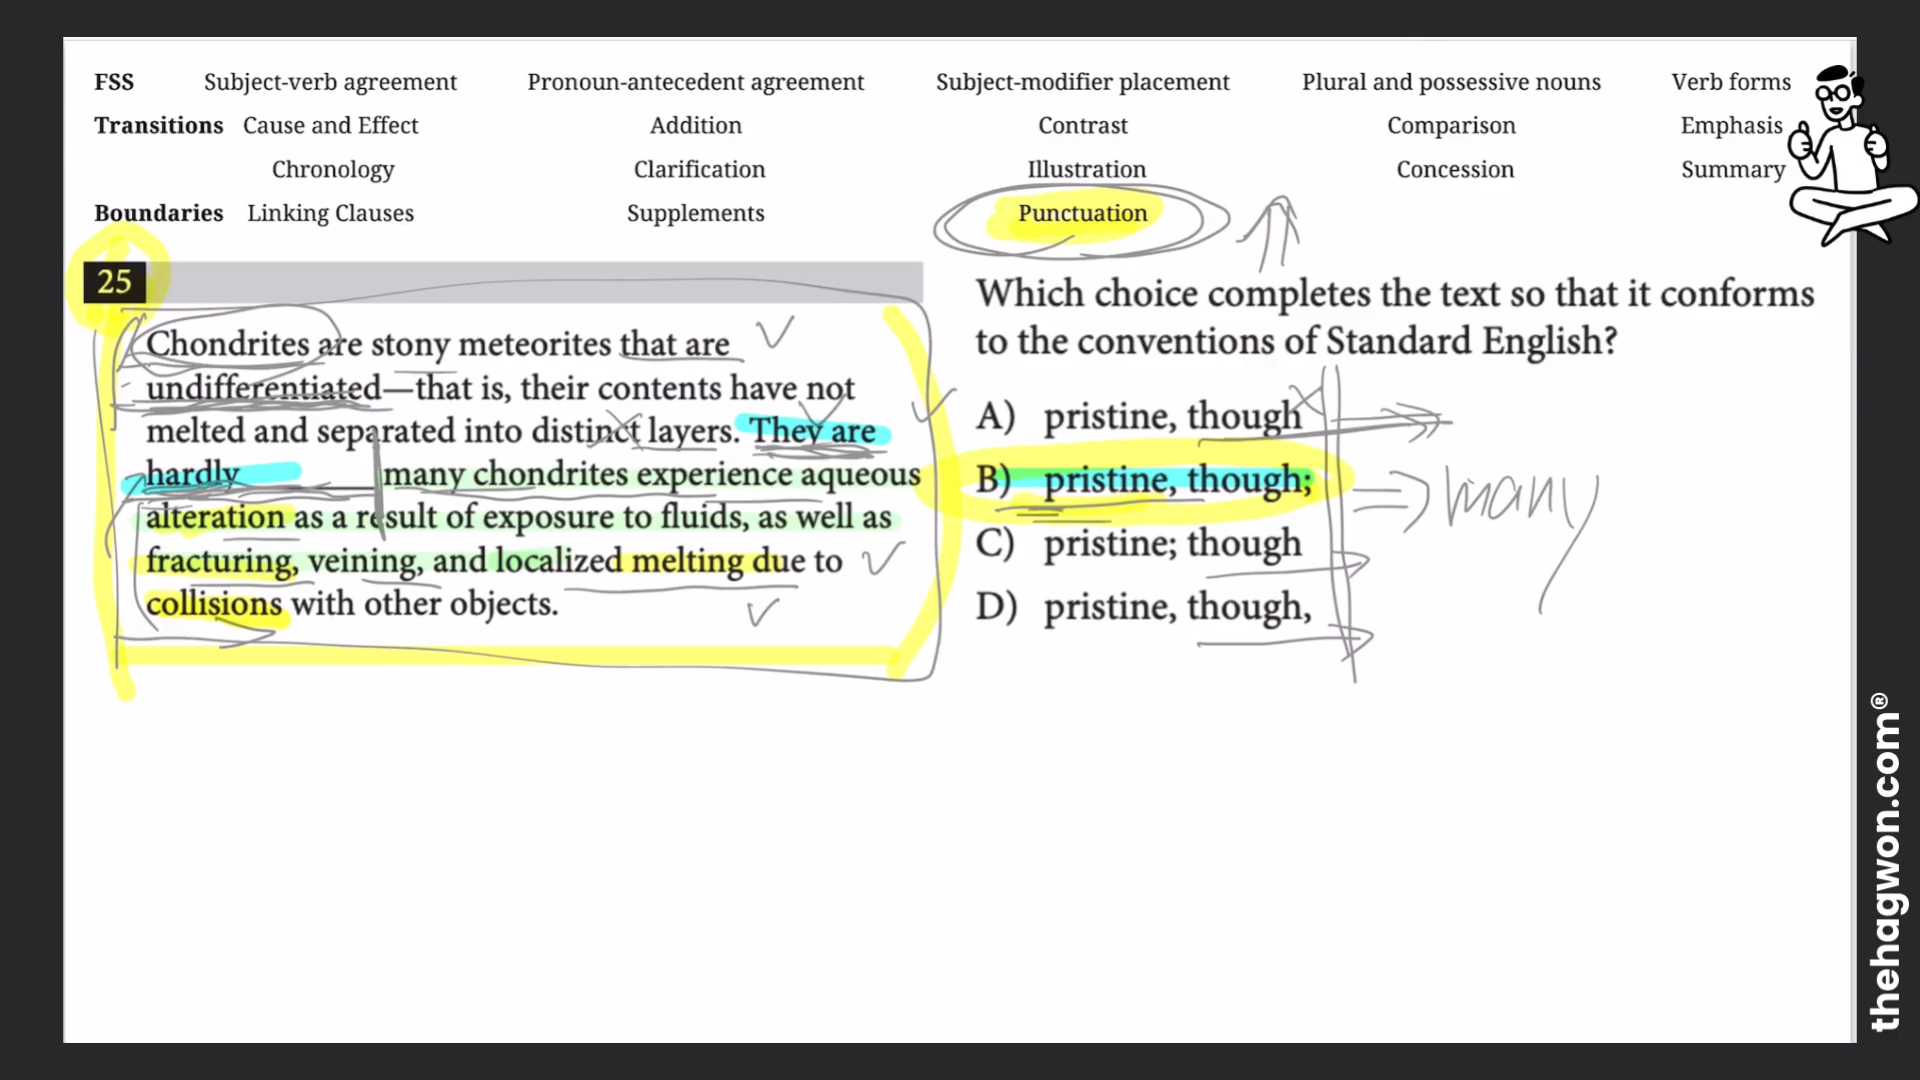 FSS Subject-verb agreement Pronoun-antecedent agreement Subject-modifier placement Plural and possessive nouns Verb forms
Transitions Cause and Effect Addition Contrast Comparison Emphasis
Chronology Clarification Illustration Concession Summary
Boundaries Linking Clauses Supplements Punctuation
25
Chondrites are stony meteorites that are
undifferentiated—that is, their contents have not
melted and separated into distinct layers. They are
hardly ______ many chondrites experience aqueous
alteration as a result of exposure to fluids, as well as
fracturing, veining, and localized melting due to
collisions with other objects.
Which choice completes the text so that it conforms
to the conventions of Standard English?
A) pristine, though
B) pristine, though;
C) pristine; though
D) pristine, though,
many
thehagwon.com®